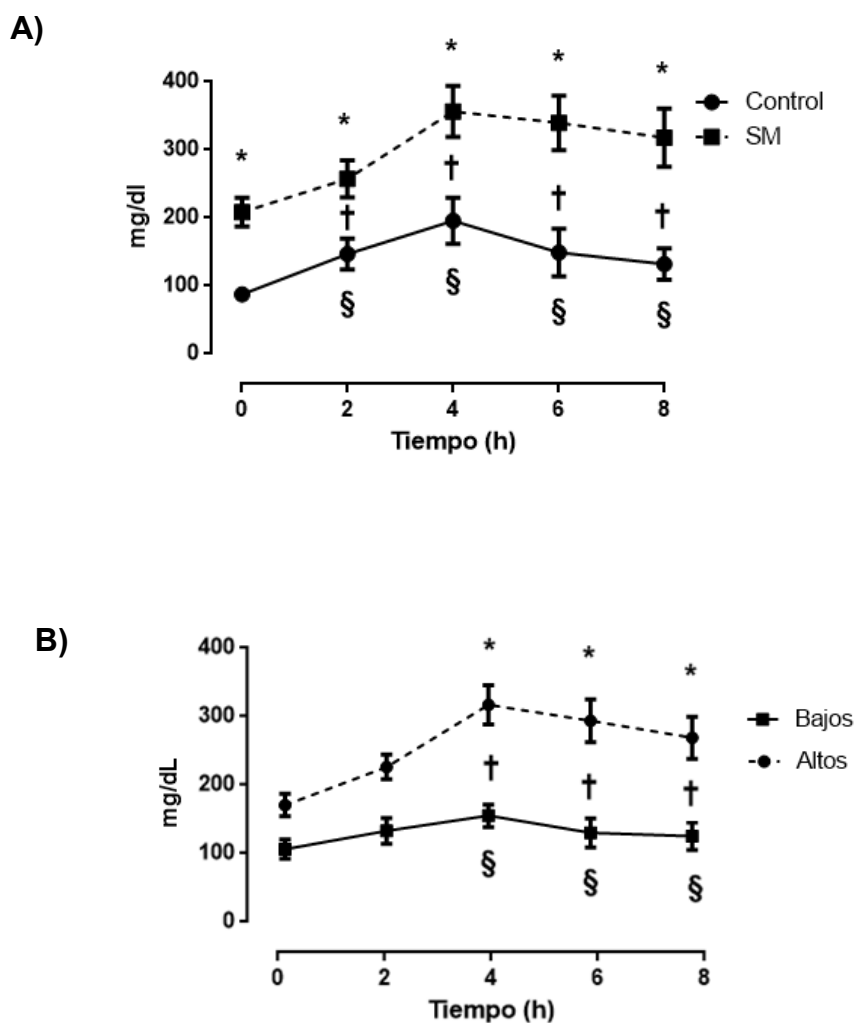 A)
* * * * *
400
300
200
100
0
mg/dl
† † † †
§ § § §
0 2 4 6 8
Tiempo (h)
Control
SM
B)
* * *
400
300
200
100
0
mg/dL
† † †
§ § §
0 2 4 6 8
Tiempo (h)
Bajos
Altos